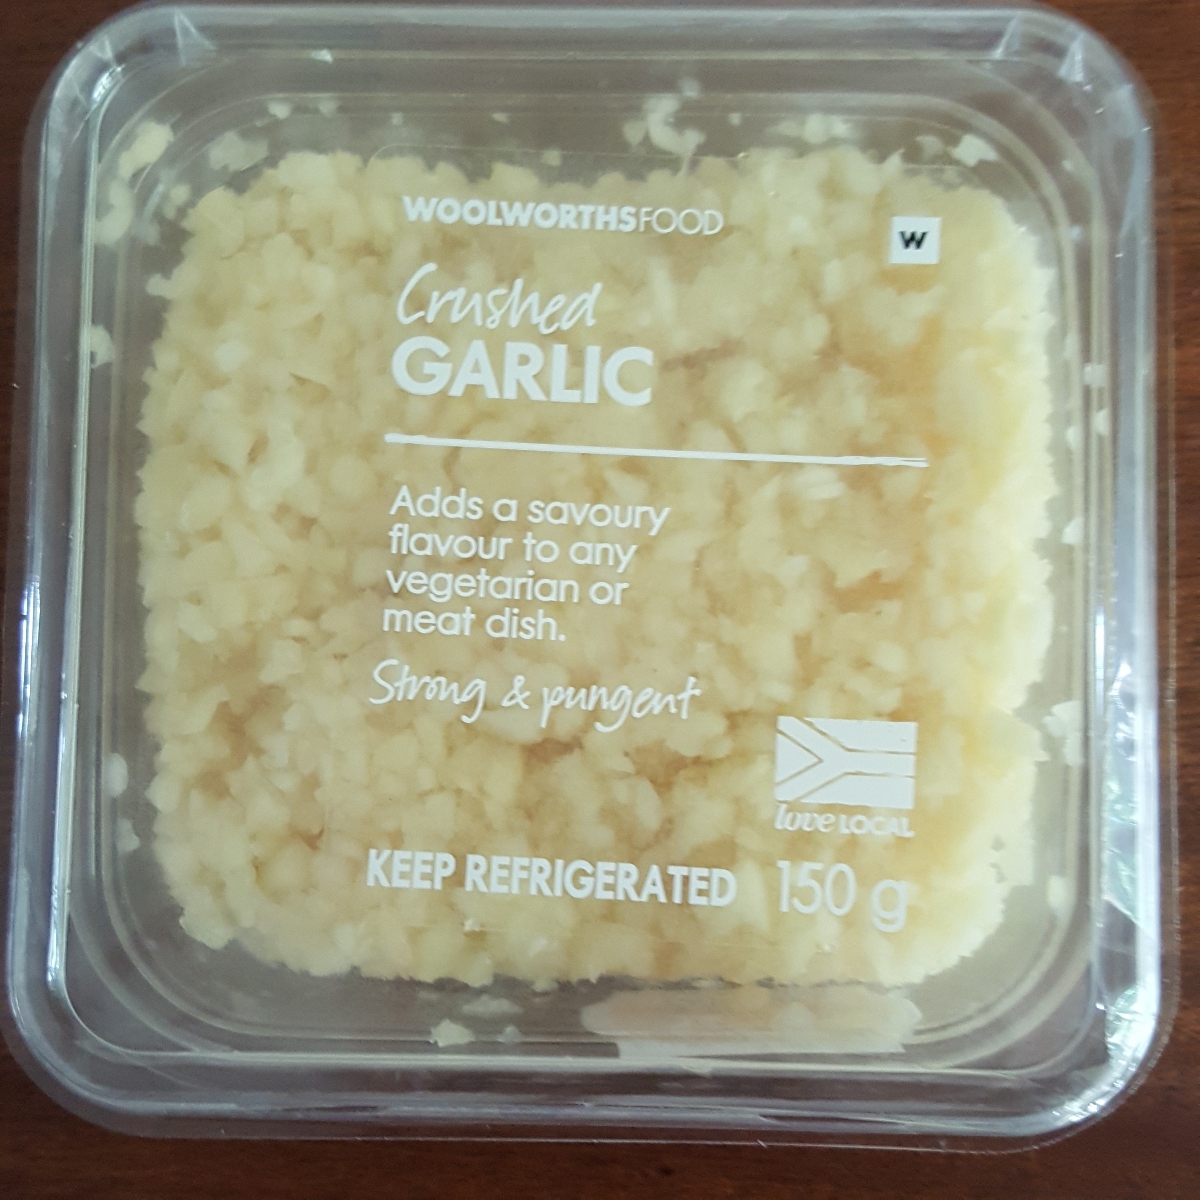 WOOLWORTHSFOOD
W
Crushed
GARLIC
Adds a savoury
flavour to any
vegetarian or
meat dish.
Strong & pungent
love LOCAL
KEEP REFRIGERATED 150 g